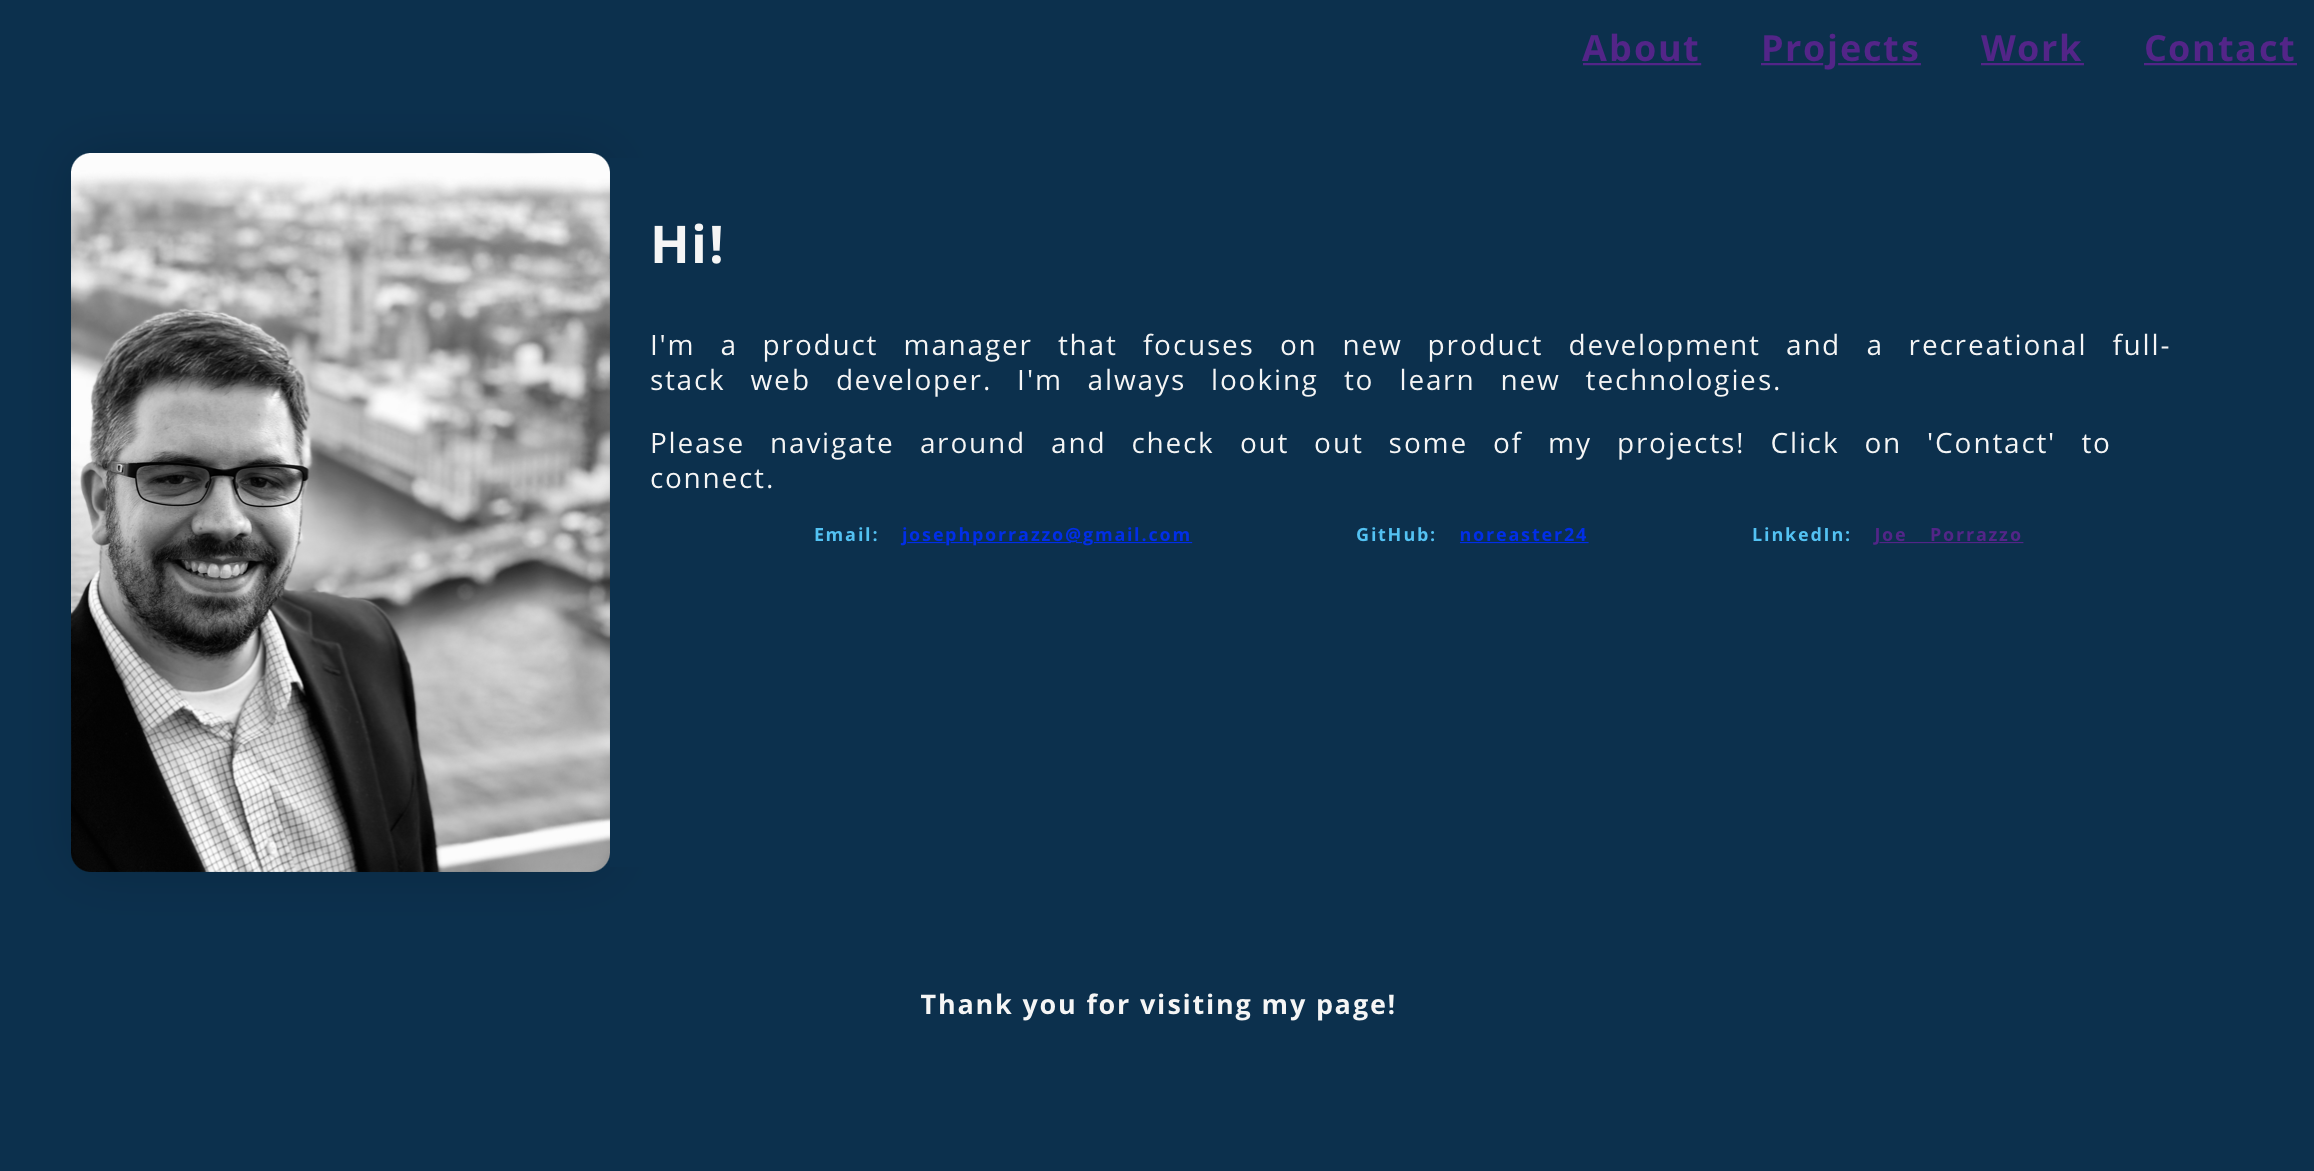 About Projects Work Contact
Hi!
I'm a product manager that focuses on new product development and a recreational full-
stack web developer. I'm always looking to learn new technologies.
Please navigate around and check out out some of my projects! Click on 'Contact' to
connect.
Email: josephporrazzo@gmail.com GitHub: noreaster24 LinkedIn: Joe Porrazzo
Thank you for visiting my page!